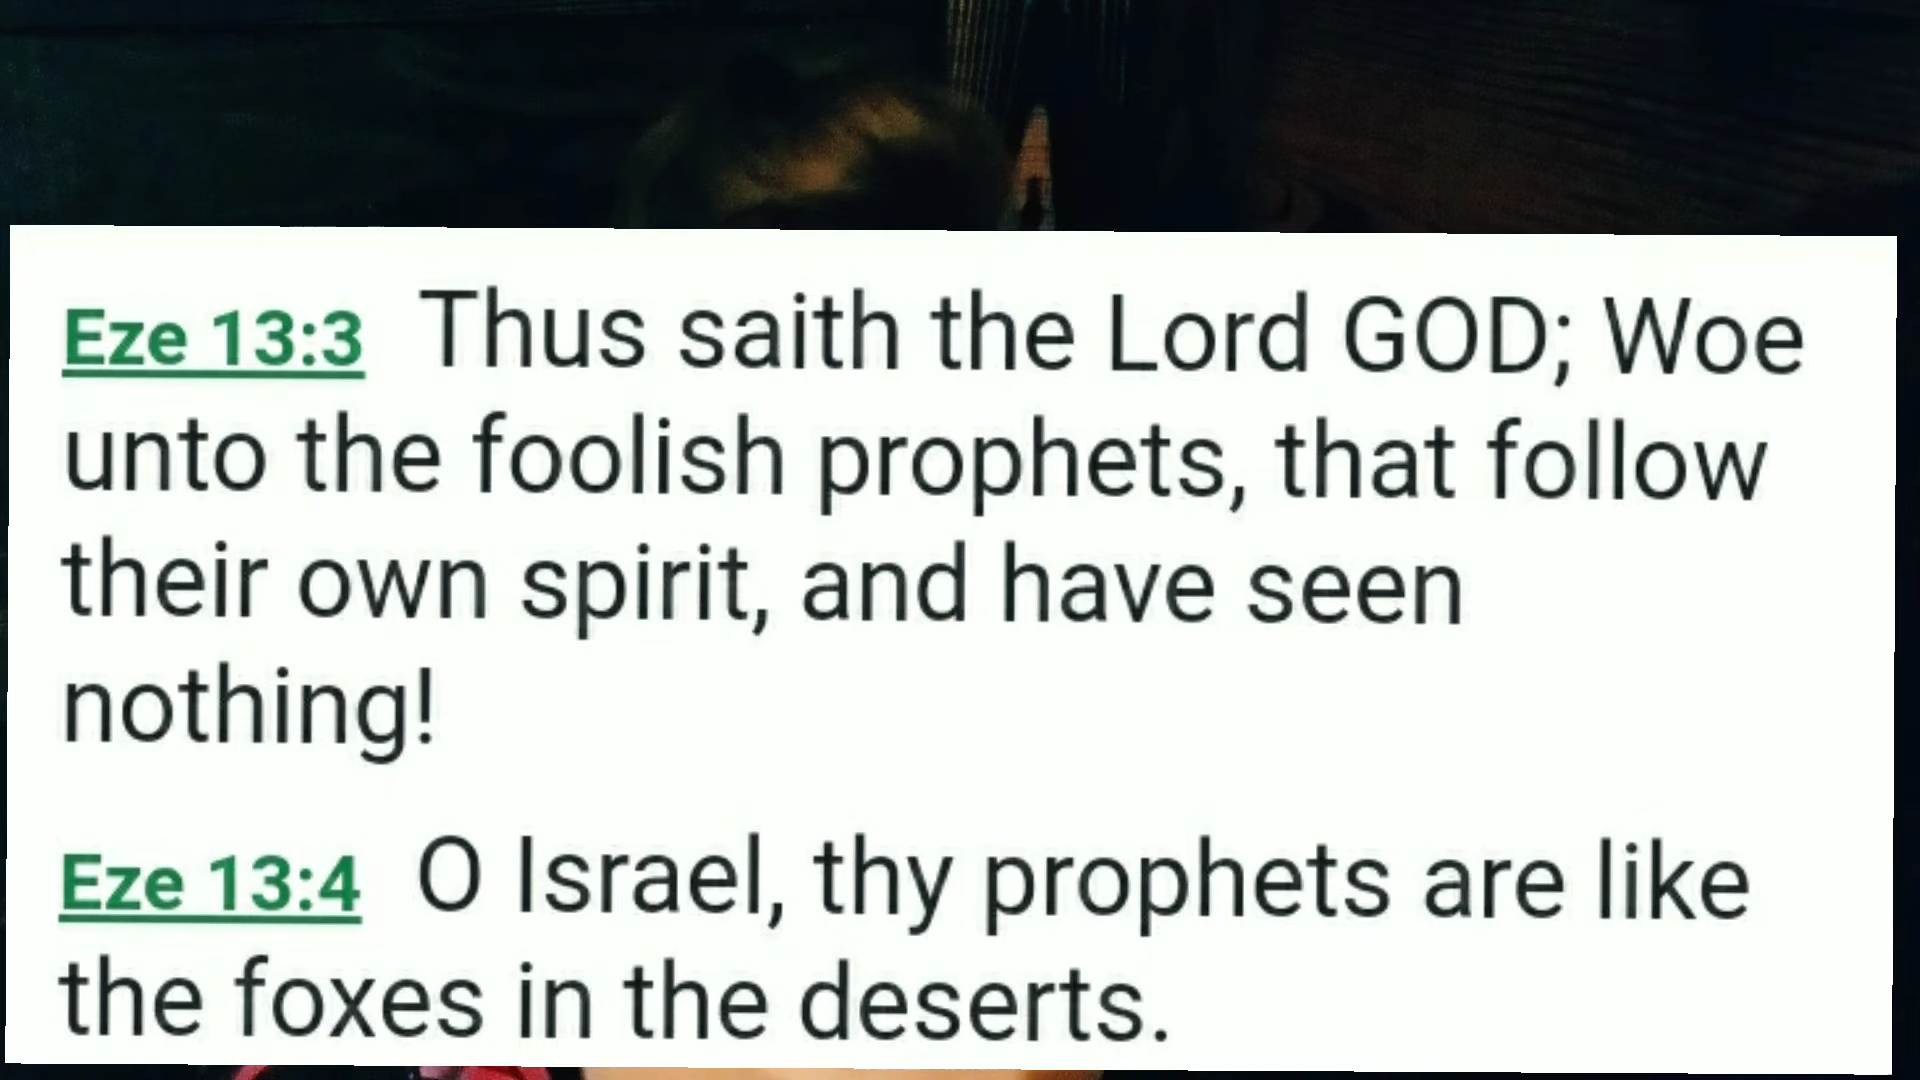 Eze 13:3 Thus saith the Lord GOD; Woe
unto the foolish prophets, that follow
their own spirit, and have seen
nothing!
Eze 13:4 O Israel, thy prophets are like
the foxes in the deserts.